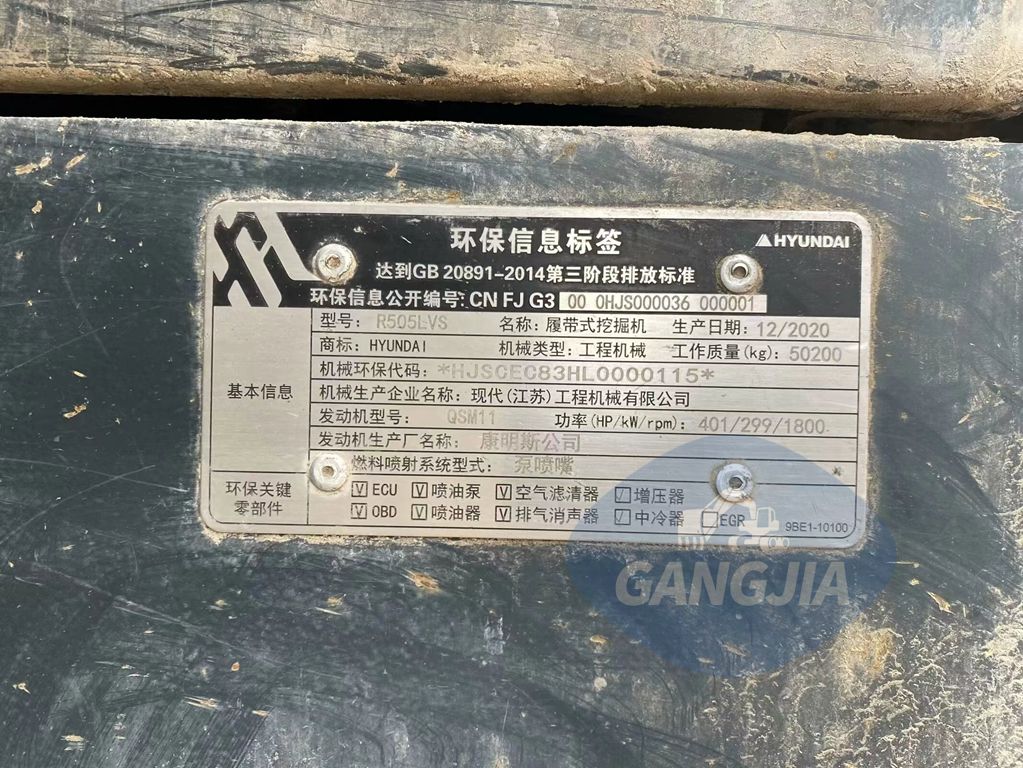 环保信息标签
HYUNDAI
达到GB 20891-2014第三阶段排放标准
环保信息公开编号: CN FJ G3 00 0HJS000036 000001
基本信息
型号: R505LVS 名称: 履带式挖掘机 生产日期: 12/2020
商标: HYUNDAI 机械类型: 工程机械 工作质量(kg): 50200
机械环保代码: *HJSCEC83HL0000115*
机械生产企业名称: 现代(江苏)工程机械有限公司
发动机型号: QSM11 功率(HP/kW/rpm): 401/299/1800
发动机生产厂名称: 康明斯公司
燃料喷射系统型式: 泵喷嘴
环保关键
零部件
V ECU V 喷油泵 V 空气滤清器 V 增压器
V OBD V 喷油器 V 排气消声器 V 中冷器 EGR
9BE1-10100
GANGJIA